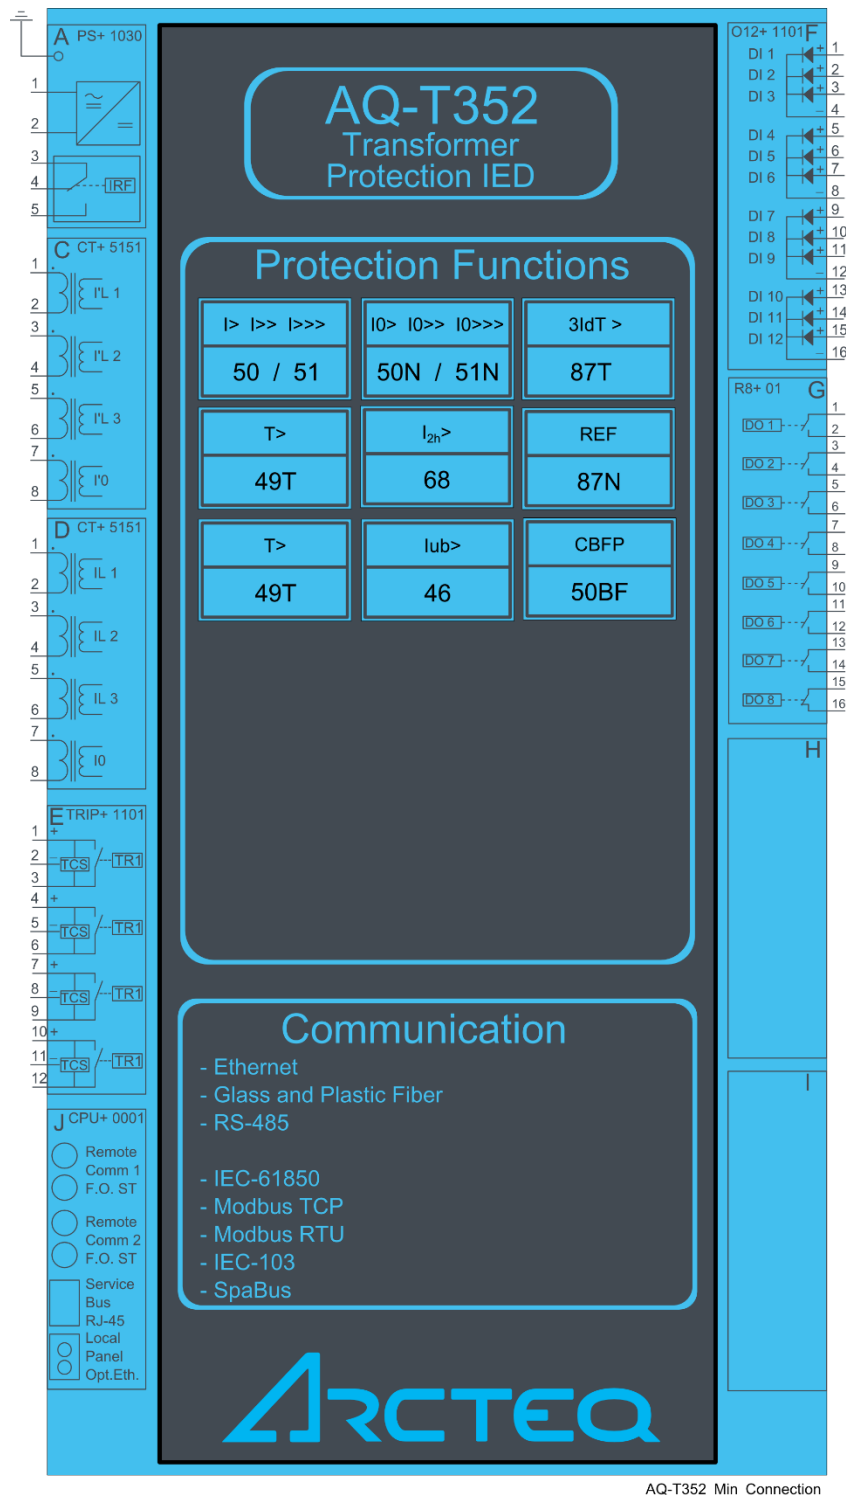 A PS+ 1030
1
2
3
4
5
IRF
C CT+ 5151
1
2
I'L 1
3
4
I'L 2
5
6
I'L 3
7
8
I'0
D CT+ 5151
1
2
IL 1
3
4
IL 2
5
6
IL 3
7
8
I0
E TRIP+ 1101
1 +
2 –
3
TCS
TR1
4 +
5 –
6
TCS
TR1
7 +
8 –
9
TCS
TR1
10 +
11 –
12
TCS
TR1
J CPU+ 0001
Remote
Comm 1
F.O. ST
Remote
Comm 2
F.O. ST
Service
Bus
RJ-45
Local
Panel
Opt.Eth.
AQ-T352
Transformer
Protection IED
Protection Functions
I> I>> I>>>
50 / 51
I0> I0>> I0>>>
50N / 51N
3IdT >
87T
T>
49T
I2h>
68
REF
87N
T>
49T
Iub>
46
CBFP
50BF
Communication
- Ethernet
- Glass and Plastic Fiber
- RS-485
- IEC-61850
- Modbus TCP
- Modbus RTU
- IEC-103
- SpaBus
ARCTEQ
O12+ 1101 F
DI 1 + 1
DI 2 + 2
DI 3 + 3
– 4
DI 4 + 5
DI 5 + 6
DI 6 + 7
– 8
DI 7 + 9
DI 8 + 10
DI 9 + 11
– 12
DI 10 + 13
DI 11 + 14
DI 12 + 15
– 16
R8+ 01 G
DO 1
1
2
DO 2
3
4
DO 3
5
6
DO 4
7
8
DO 5
9
10
DO 6
11
12
DO 7
13
14
DO 8
15
16
H
I
AQ-T352 Min Connection